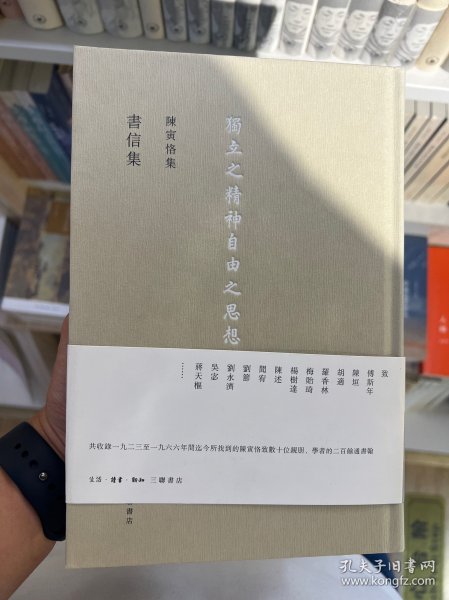 獨立之精神自由之思想
陳寅恪集
書信集
致
傅斯年
陳垣
胡適
羅香林
梅貽琦
楊樹達
陳述
聞宥
劉節
劉永濟
吳宓
蔣天樞
……
共收錄一九二三至一九六六年間迄今所找到的陳寅恪致數十位親朋、學者的二百餘通書翰
生活·讀書·新知 三聯書店
書店
孔夫子旧书网
www.kongfz.com